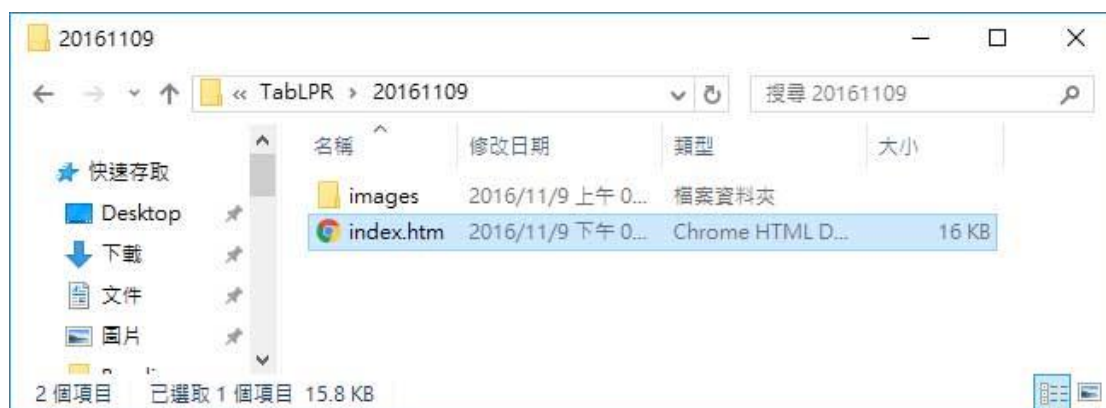 20161109
« TabLPR › 20161109
搜尋 20161109
名稱 修改日期 類型 大小
快速存取
Desktop
下載
文件
圖片
images 2016/11/9 上午 0... 檔案資料夾
index.htm 2016/11/9 下午 0... Chrome HTML D... 16 KB
2 個項目 已選取 1 個項目 15.8 KB